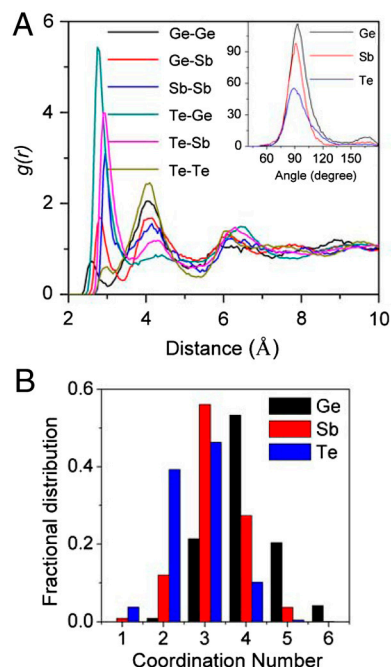 A
g(r)
8
6
4
2
0
Ge-Ge
Ge-Sb
Sb-Sb
Te-Ge
Te-Sb
Te-Te
2 4 6 8 10
Distance (Å)
90
60
30
0
Ge
Sb
Te
60 90 120 150
Angle (degree)
B
Fractional distribution
0.6
0.4
0.2
0.0
Ge
Sb
Te
1 2 3 4 5 6
Coordination Number